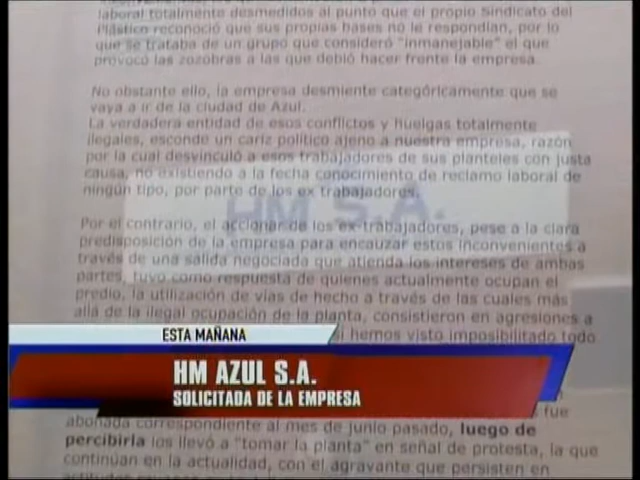 laboral totalmente desmedidos al punto que el propio Sindicato del
Plástico reconoció que sus propias bases no le respondían, por lo
que se trataba de un grupo que consideró "inmanejable" el que
provocó las zozobras a las que debió hacer frente la empresa.
No obstante ello, la empresa desmiente categóricamente que se
vaya a ir de la ciudad de Azul.
La verdadera entidad de esos conflictos y huelgas totalmente
ilegales, esconde un cariz político ajeno a nuestra empresa, razón
por la cual desvinculó a esos trabajadores de sus planteles con justa
causa, no existiendo a la fecha conocimiento de reclamo laboral de
ningún tipo, por parte de los ex trabajadores.
HM S.A.
Por el contrario, el accionar de los ex trabajadores, pese a la clara
predisposición de la empresa para encauzar estos inconvenientes a
través de una salida negociada que atienda los intereses de ambas
partes, tuvo como respuesta de quienes actualmente ocupan el
predio, la utilización de vías de hecho a través de las cuales más
allá de la ilegal ocupación de la planta, consistieron en agresiones a
hemos visto imposibilitado todo
ESTA MAÑANA
HM AZUL S.A.
SOLICITADA DE LA EMPRESA
fue
abonada correspondiente al mes de junio pasado, luego de
percibirla los llevó a "tomar la planta" en señal de protesta, la que
continúan en la actualidad, con el agravante que persisten en